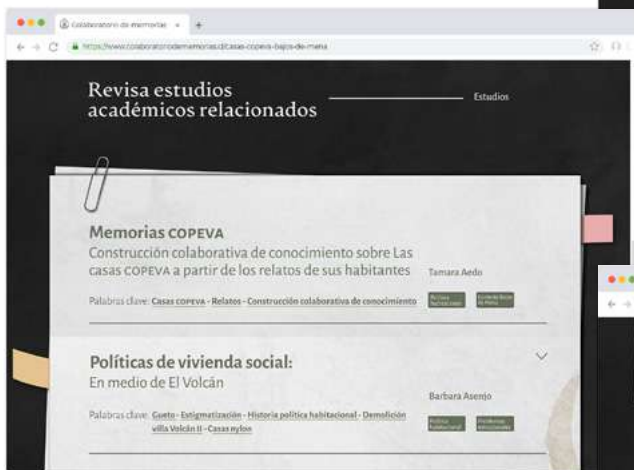 Colaboratorio de memorias
https://www.colaboratoriodememorias.cl/casas-copeva-bajos-de-mena
Revisa estudios
académicos relacionados
Estudios
Memorias COPEVA
Construcción colaborativa de conocimiento sobre Las
casas COPEVA a partir de los relatos de sus habitantes
Tamara Aedo
Palabras clave: Casas COPEVA - Relatos - Construcción colaborativa de conocimiento
Políticas de vivienda social:
En medio de El Volcán
Barbara Asenjo
Palabras clave: Gueto - Estigmatización - Historia política habitacional - Demolición
villa Volcán II - Casas nylon
Política
habitacional